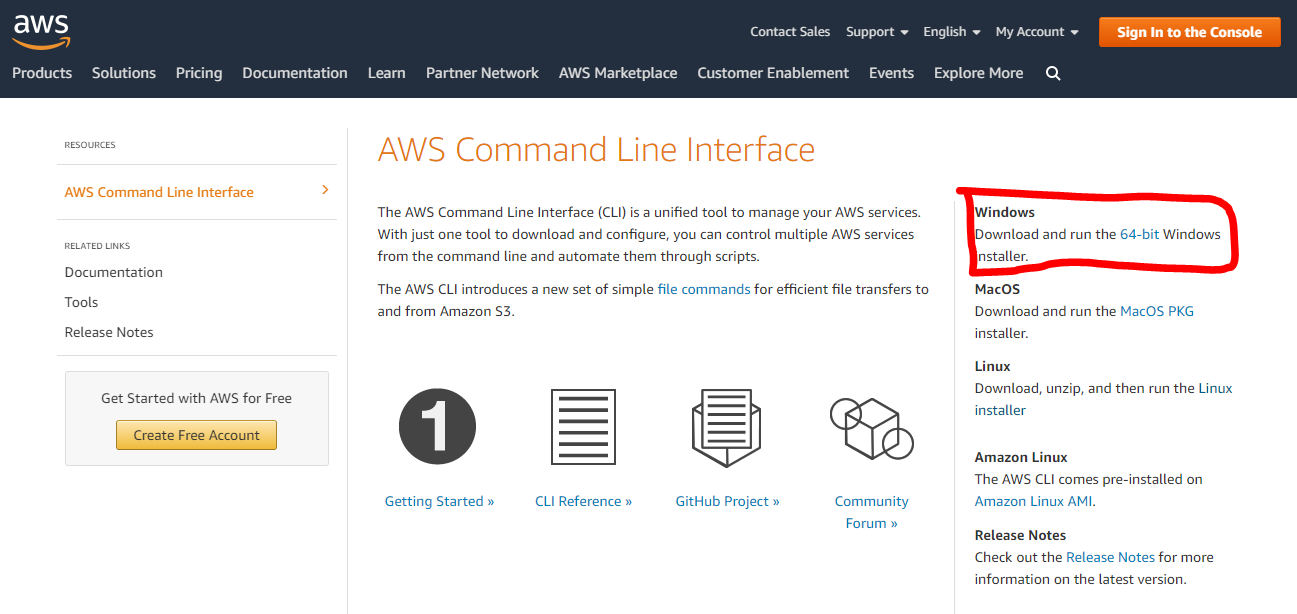 aws
Contact Sales Support English My Account Sign In to the Console
Products Solutions Pricing Documentation Learn Partner Network AWS Marketplace Customer Enablement Events Explore More
RESOURCES
AWS Command Line Interface
RELATED LINKS
Documentation
Tools
Release Notes
Get Started with AWS for Free
Create Free Account
AWS Command Line Interface
The AWS Command Line Interface (CLI) is a unified tool to manage your AWS services.
With just one tool to download and configure, you can control multiple AWS services
from the command line and automate them through scripts.
The AWS CLI introduces a new set of simple file commands for efficient file transfers to
and from Amazon S3.
1
Getting Started »
CLI Reference »
GitHub Project »
Community
Forum »
Windows
Download and run the 64-bit Windows
installer.
MacOS
Download and run the MacOS PKG
installer.
Linux
Download, unzip, and then run the Linux
installer
Amazon Linux
The AWS CLI comes pre-installed on
Amazon Linux AMI.
Release Notes
Check out the Release Notes for more
information on the latest version.